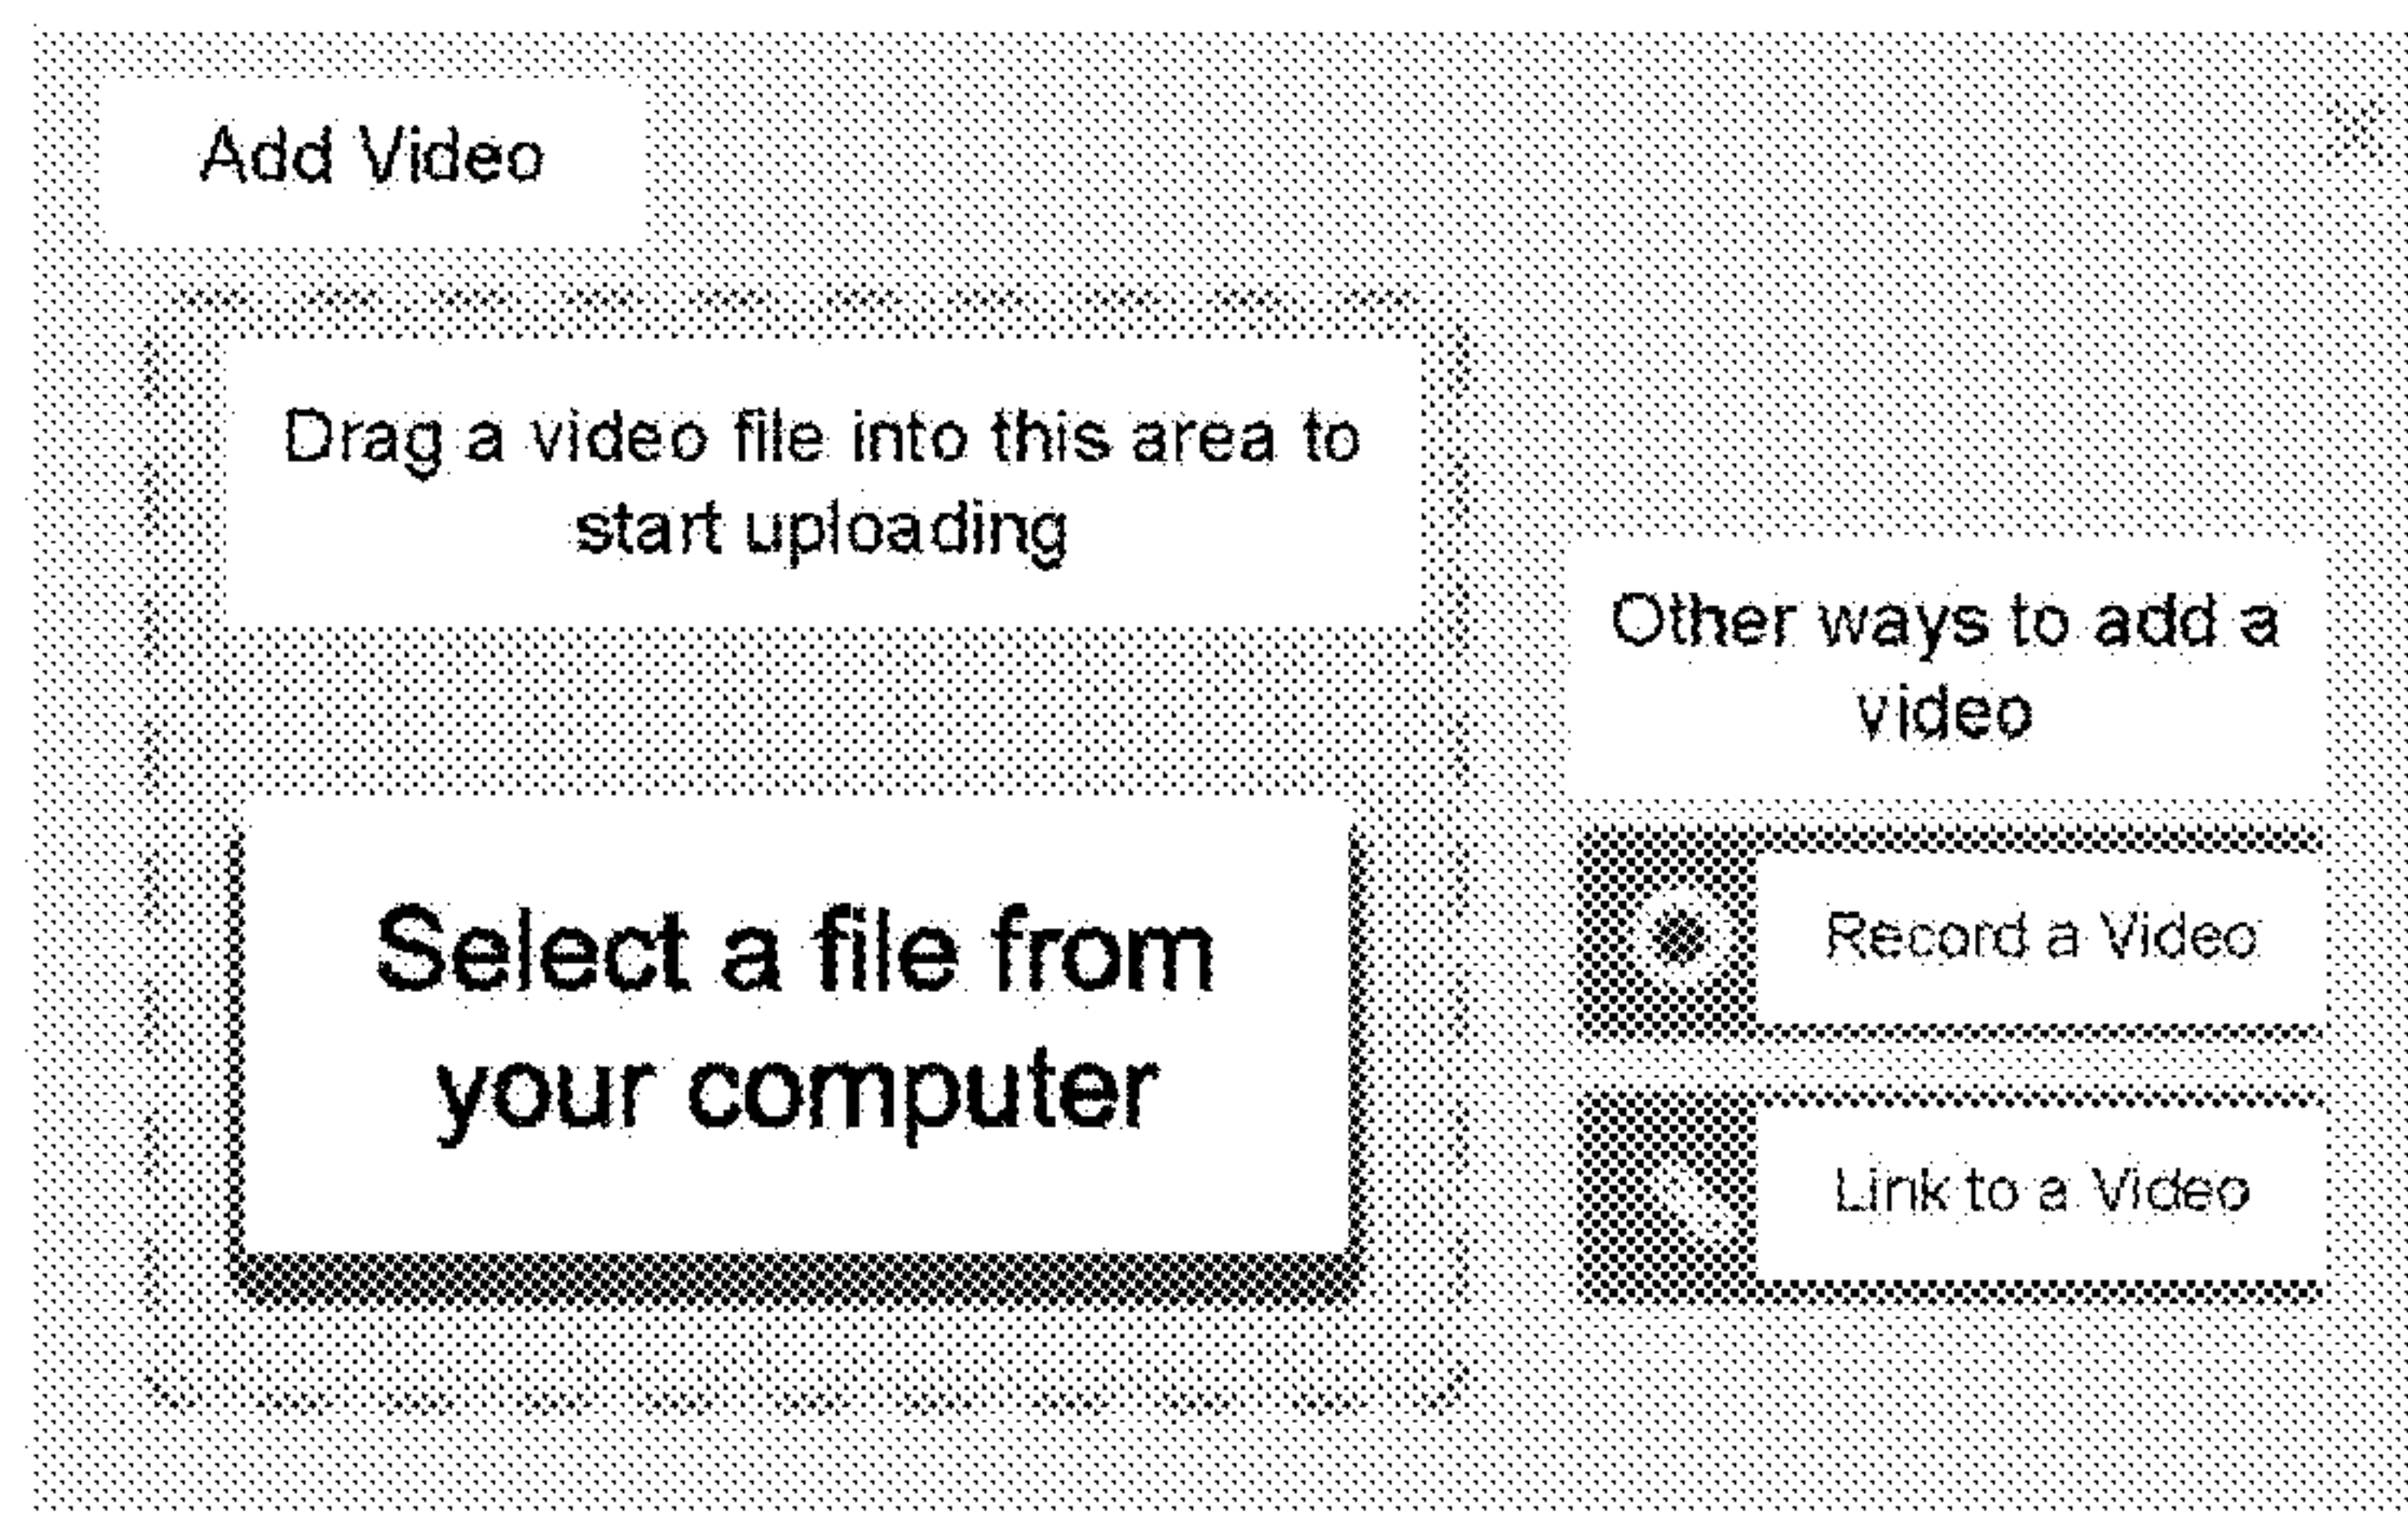 Add Video
Drag a video file into this area to
start uploading
Select a file from
your computer
Other ways to add a
video
Record a Video
Link to a Video